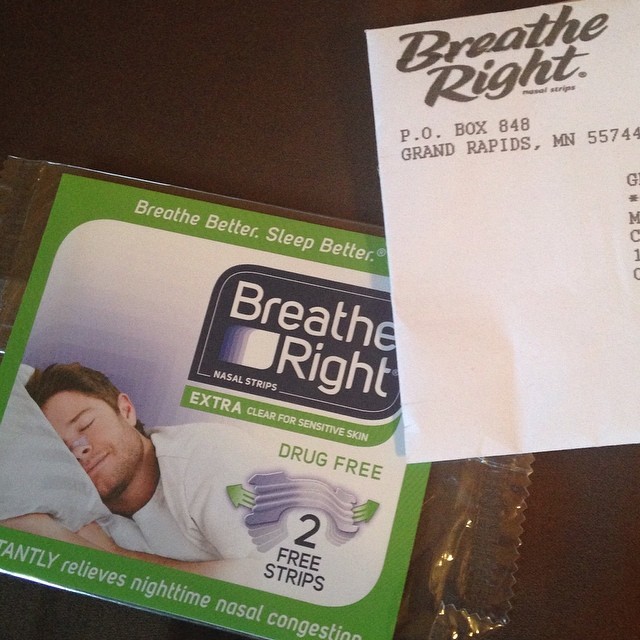 Breathe Right®
nasal strips
P.O. BOX 848
GRAND RAPIDS, MN 55744
Breathe Better. Sleep Better.®
Breathe
Right
NASAL STRIPS
EXTRA CLEAR FOR SENSITIVE SKIN
DRUG FREE
2
FREE
STRIPS
TANTLY relieves nighttime nasal congestion